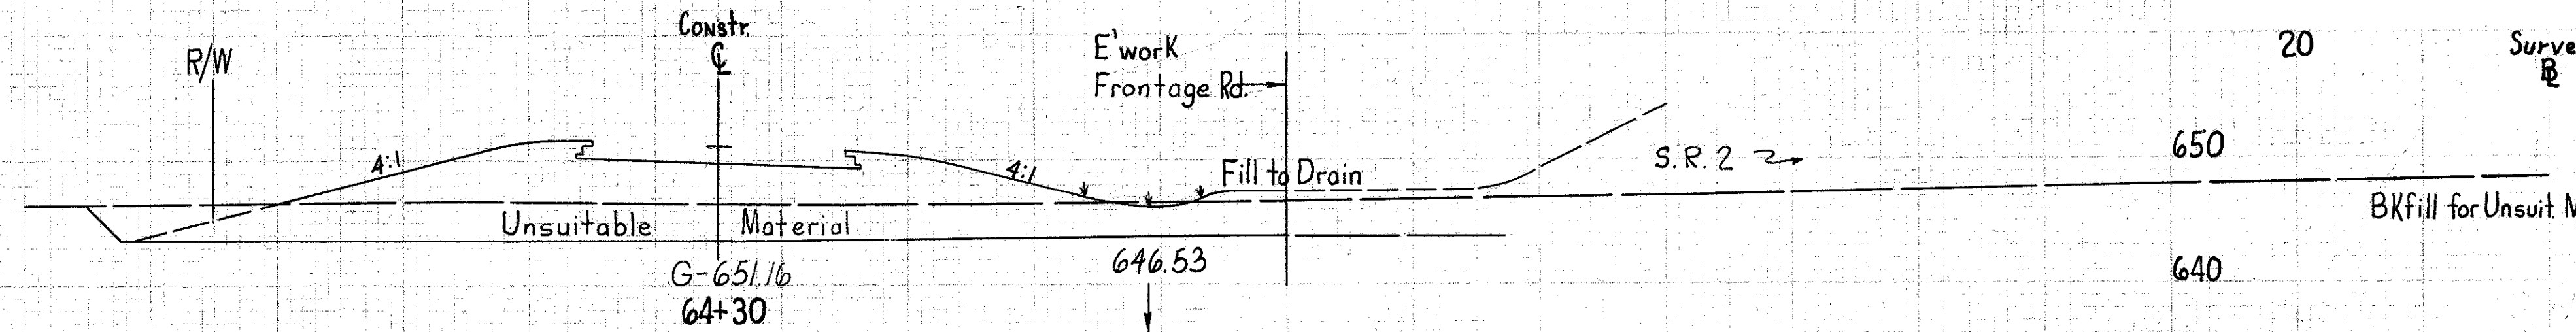 Constr.
℄
R/W
E'work
Frontage Rd.
20
Surve
4:1
4:1
Fill to Drain
S.R. 2
650
Unsuitable Material
BKfill for Unsuit. M
G-651.16
64+30
646.53
640